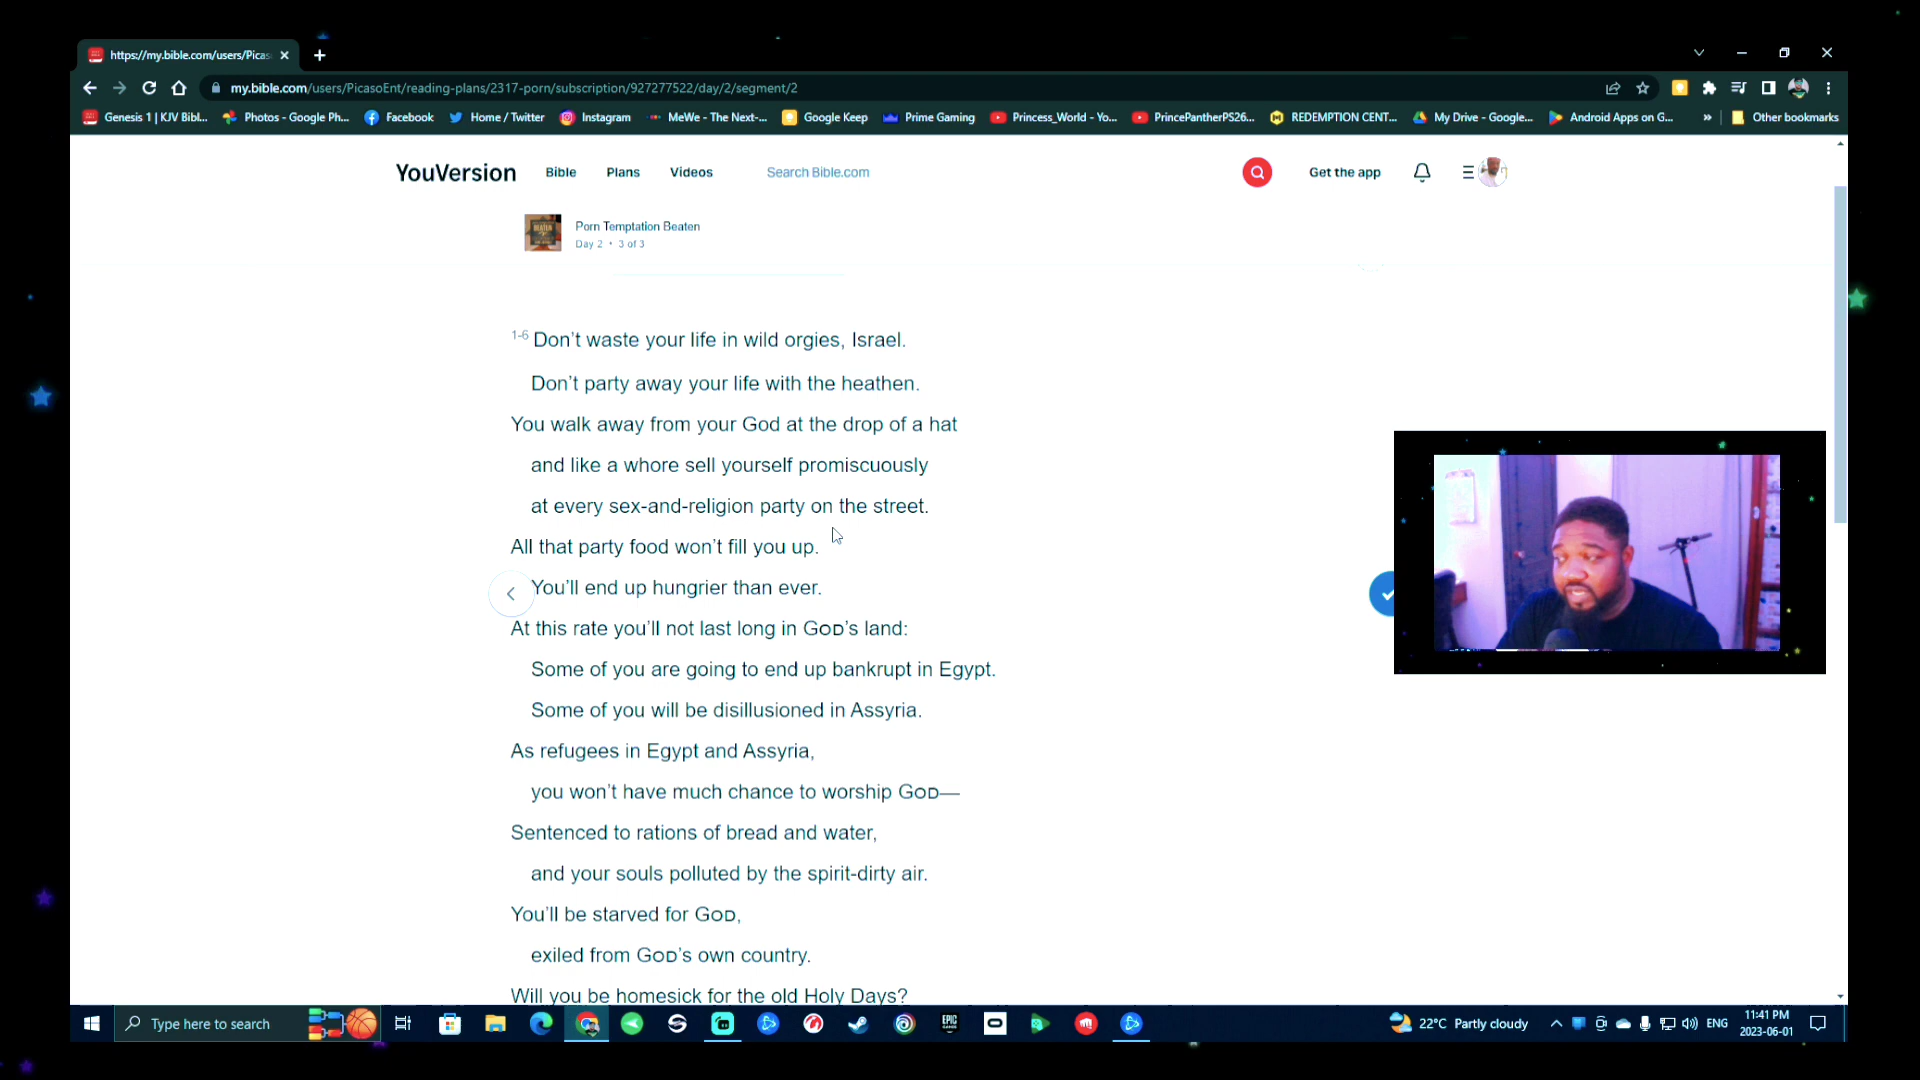 https://my.bible.com/users/Picas
my.bible.com/users/PicasoEnt/reading-plans/2317-porn/subscription/927277522/day/2/segment/2
Genesis 1 | KJV Bibl... Photos - Google Ph... Facebook Home / Twitter Instagram MeWe - The Next-... Google Keep Prime Gaming Princess_World - Yo... PrincePantherPS26... REDEMPTION CENT... My Drive - Google... Android Apps on G... » Other bookmarks
YouVersion Bible Plans Videos Search Bible.com Get the app
Porn Temptation Beaten
Day 2 • 3 of 3
1-6 Don't waste your life in wild orgies, Israel.
Don't party away your life with the heathen.
You walk away from your God at the drop of a hat
and like a whore sell yourself promiscuously
at every sex-and-religion party on the street.
All that party food won't fill you up.
You'll end up hungrier than ever.
At this rate you'll not last long in GOD's land:
Some of you are going to end up bankrupt in Egypt.
Some of you will be disillusioned in Assyria.
As refugees in Egypt and Assyria,
you won't have much chance to worship GOD—
Sentenced to rations of bread and water,
and your souls polluted by the spirit-dirty air.
You'll be starved for GOD,
exiled from GOD's own country.
Will you be homesick for the old Holy Days?
Type here to search
EPIC
GAMES
22°C Partly cloudy
ENG
11:41 PM
2023-06-01